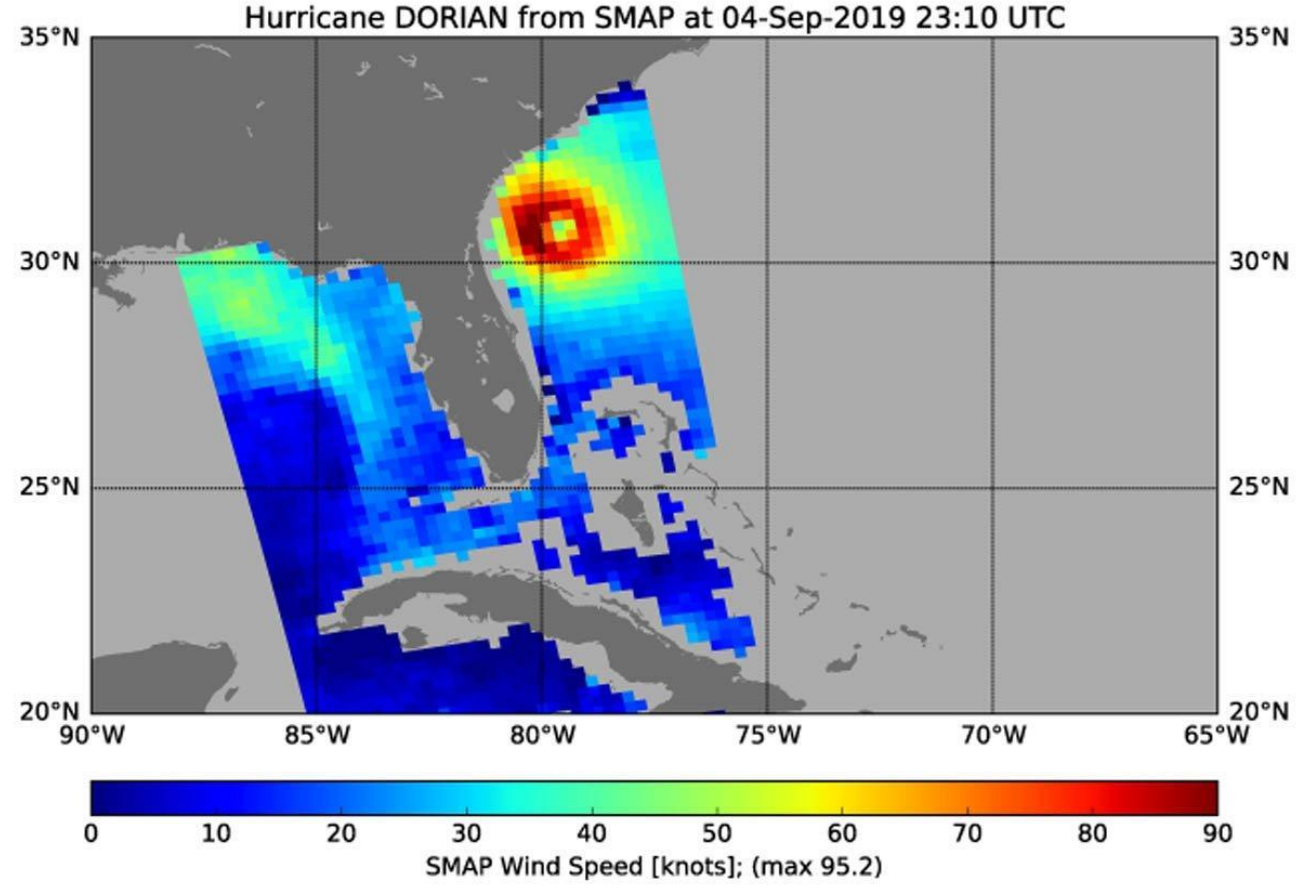 Hurricane DORIAN from SMAP at 04-Sep-2019 23:10 UTC
35°N 35°N
30°N 30°N
25°N 25°N
20°N 20°N
90°W 85°W 80°W 75°W 70°W 65°W
0 10 20 30 40 50 60 70 80 90
SMAP Wind Speed [knots]; (max 95.2)